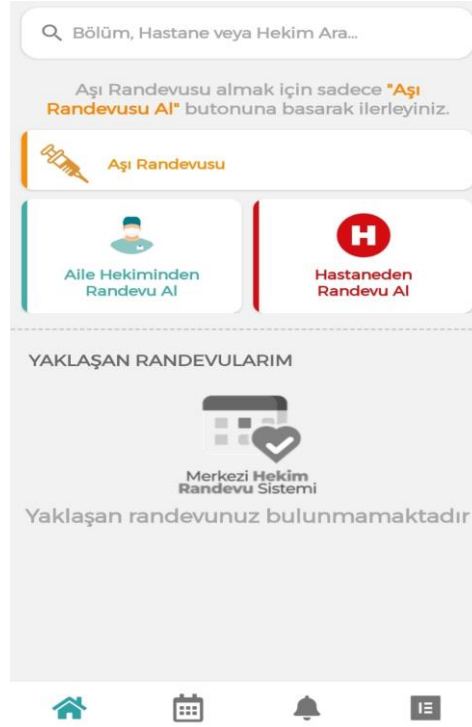 Bölüm, Hastane veya Hekim Ara...
Aşı Randevusu almak için sadece "Aşı
Randevusu Al" butonuna basarak ilerleyiniz.
Aşı Randevusu
Aile Hekiminden
Randevu Al
H
Hastaneden
Randevu Al
YAKLAŞAN RANDEVULARIM
Merkezi Hekim
Randevu Sistemi
Yaklaşan randevunuz bulunmamaktadır